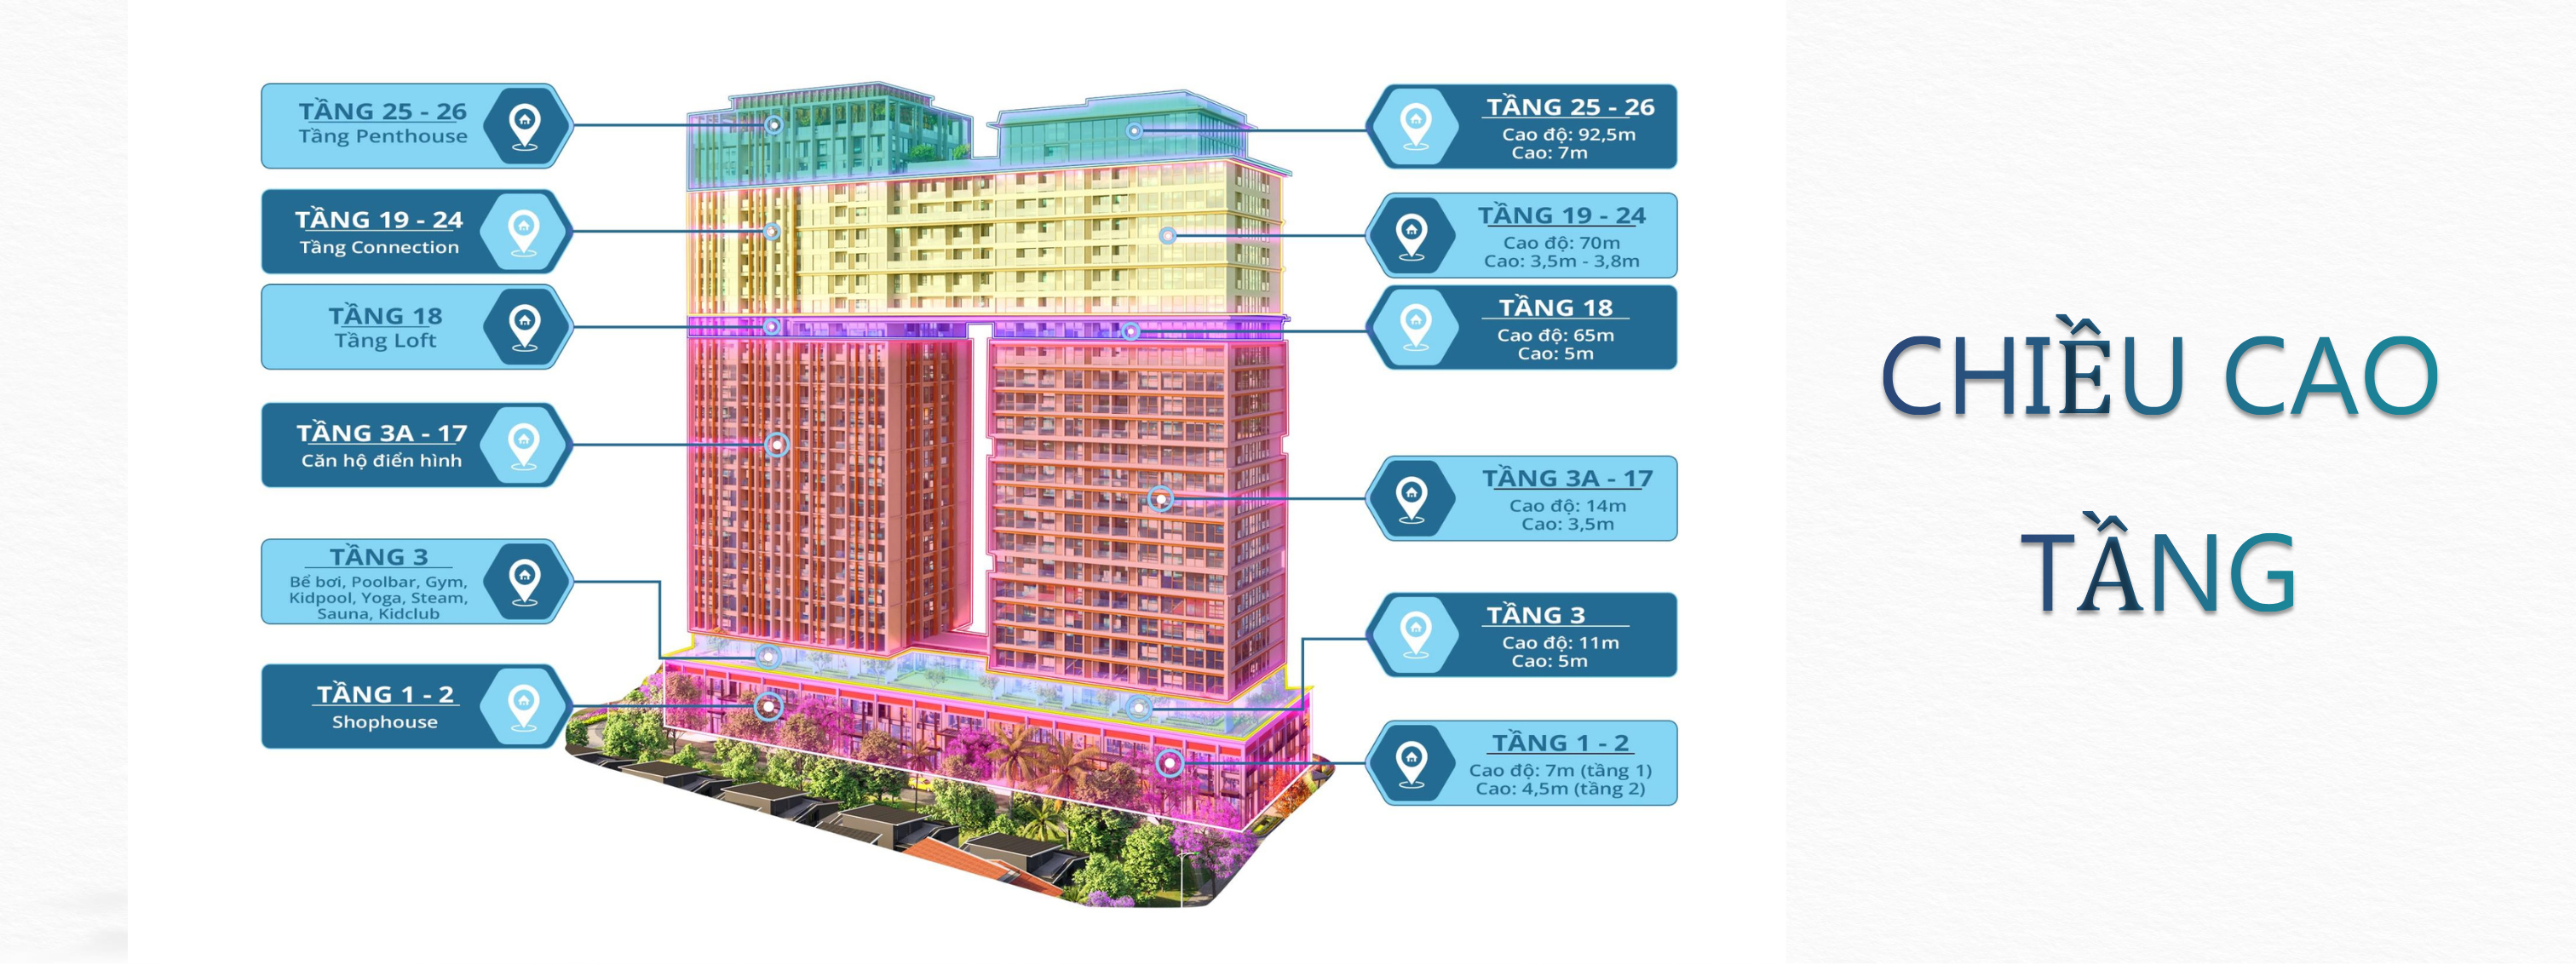 TẦNG 25 - 26
Tầng Penthouse
TẦNG 19 - 24
Tầng Connection
TẦNG 18
Tầng Loft
TẦNG 3A - 17
Căn hộ điển hình
TẦNG 3
Bể bơi, Poolbar, Gym,
Kidpool, Yoga, Steam,
Sauna, Kidclub
TẦNG 1 - 2
Shophouse
TẦNG 25 - 26
Cao độ: 92,5m
Cao: 7m
TẦNG 19 - 24
Cao độ: 70m
Cao: 3,5m - 3,8m
TẦNG 18
Cao độ: 65m
Cao: 5m
TẦNG 3A - 17
Cao độ: 14m
Cao: 3,5m
TẦNG 3
Cao độ: 11m
Cao: 5m
TẦNG 1 - 2
Cao độ: 7m (tầng 1)
Cao: 4,5m (tầng 2)
CHIỀU CAO
TẦNG